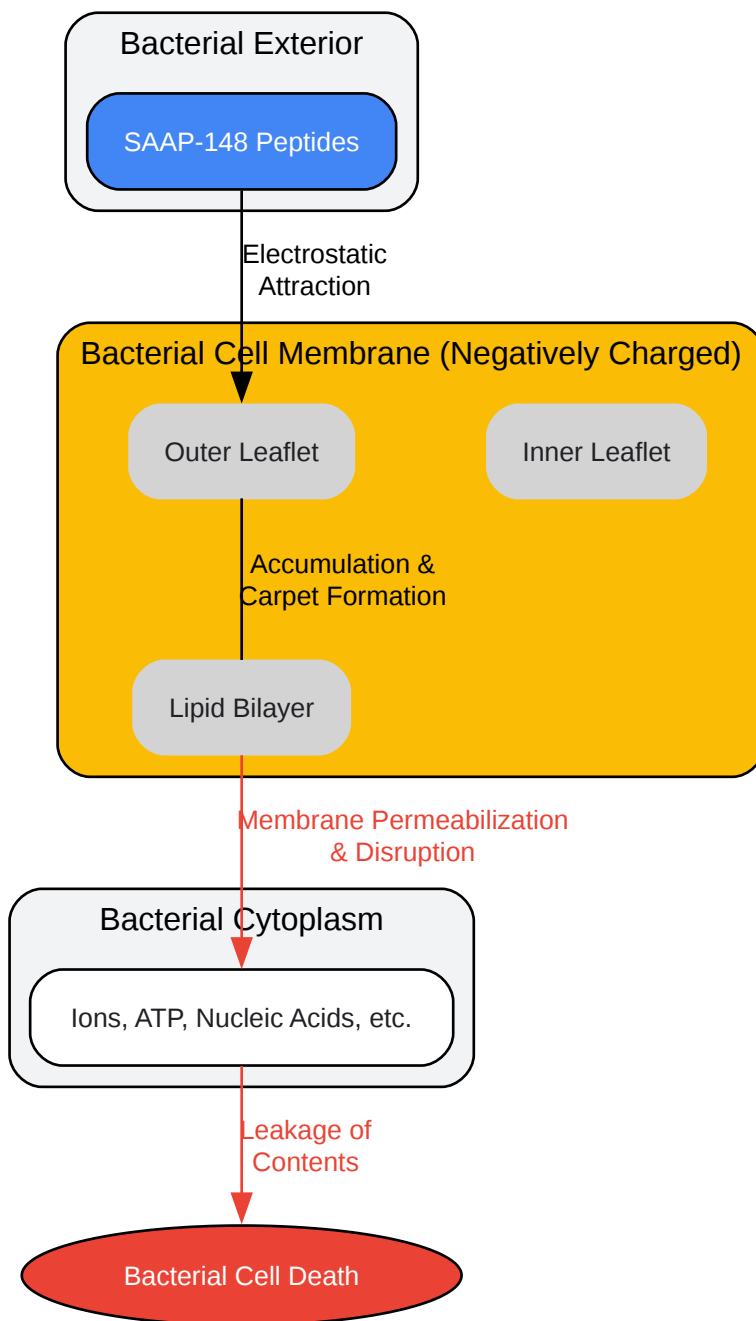 Bacterial Exterior
SAAP-148 Peptides
Electrostatic
Attraction
Bacterial Cell Membrane (Negatively Charged)
Outer Leaflet
Inner Leaflet
Accumulation &
Carpet Formation
Lipid Bilayer
Membrane Permeabilization
& Disruption
Bacterial Cytoplasm
Ions, ATP, Nucleic Acids, etc.
Leakage of
Contents
Bacterial Cell Death